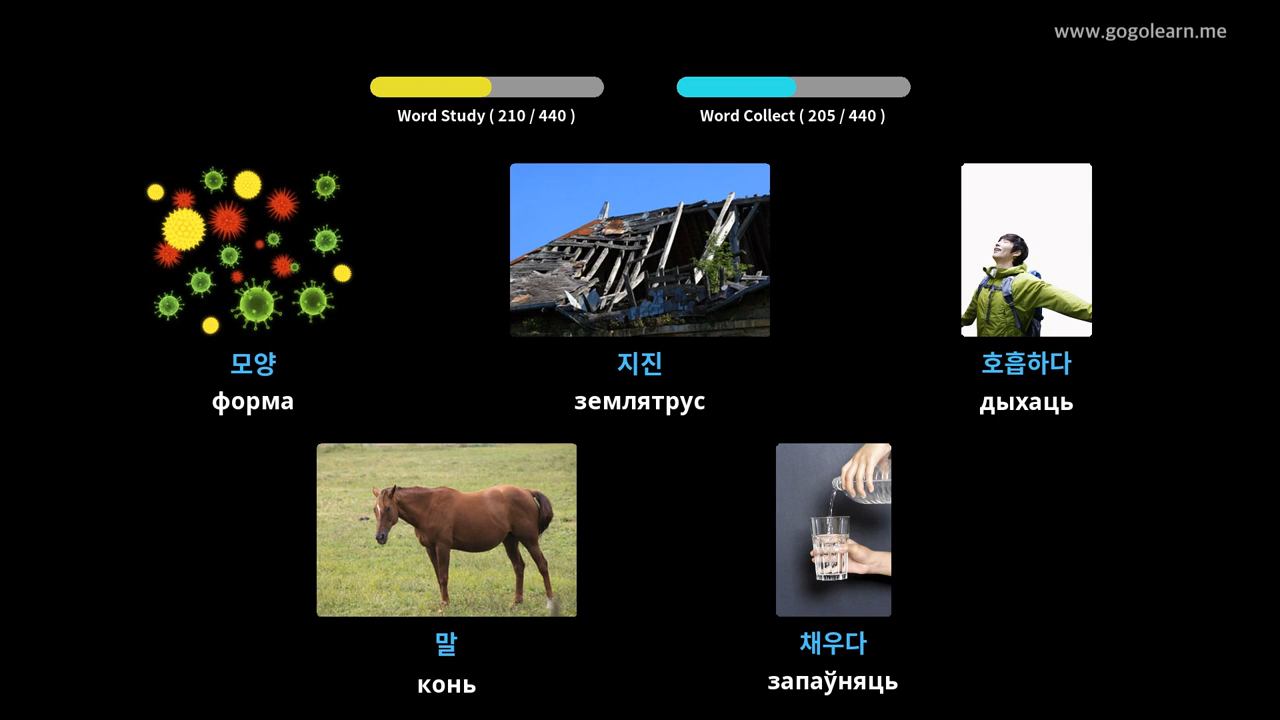 www.gogolearn.me
Word Study ( 210 / 440 )
Word Collect ( 205 / 440 )
모양
форма
지진
землятрус
호흡하다
дыхаць
말
конь
채우다
запаўняць